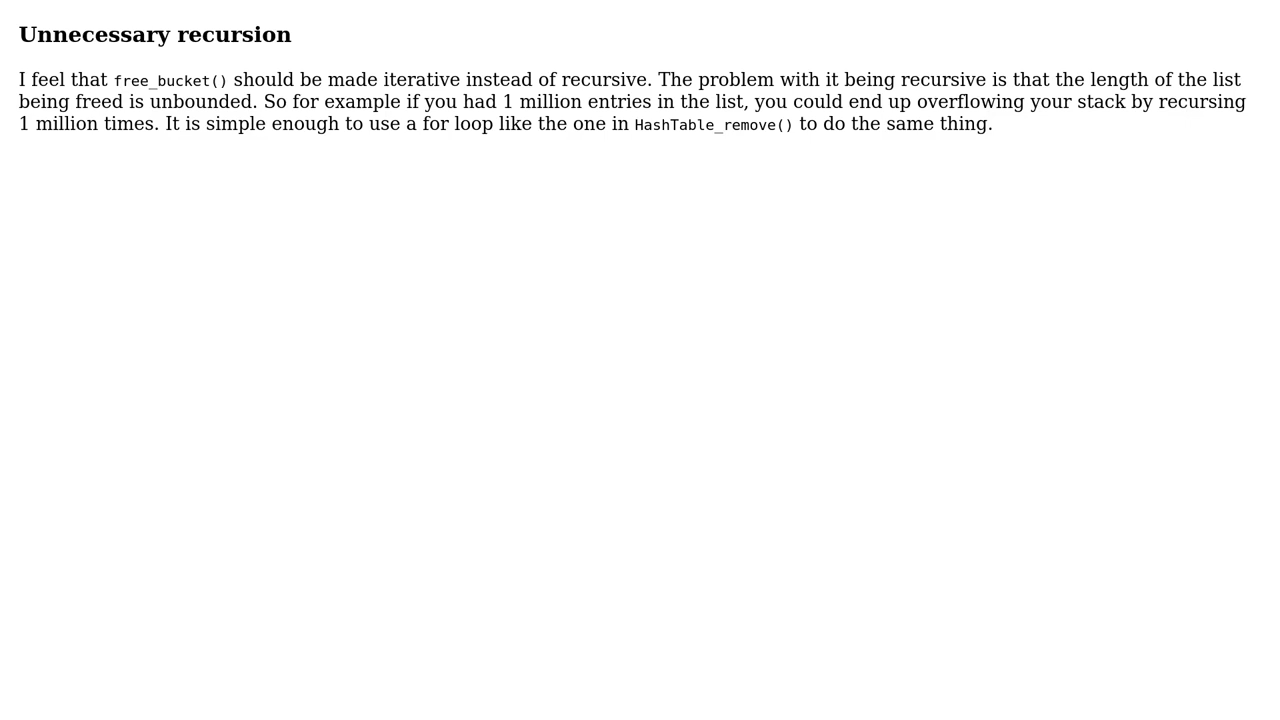 Unnecessary recursion
I feel that free_bucket() should be made iterative instead of recursive. The problem with it being recursive is that the length of the list
being freed is unbounded. So for example if you had 1 million entries in the list, you could end up overflowing your stack by recursing
1 million times. It is simple enough to use a for loop like the one in HashTable_remove() to do the same thing.